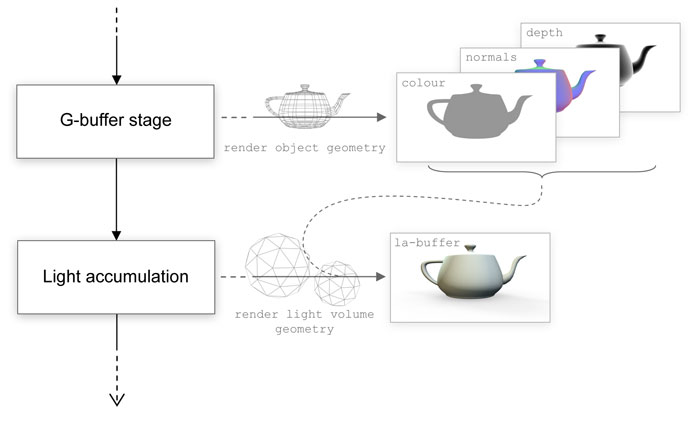 depth
normals
colour
G-buffer stage
render object geometry
la-buffer
Light accumulation
render light volume
geometry